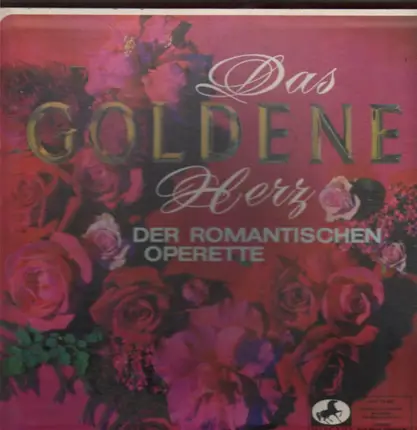 Das
GOLDENE
Herz
DER ROMANTISCHEN
OPERETTE